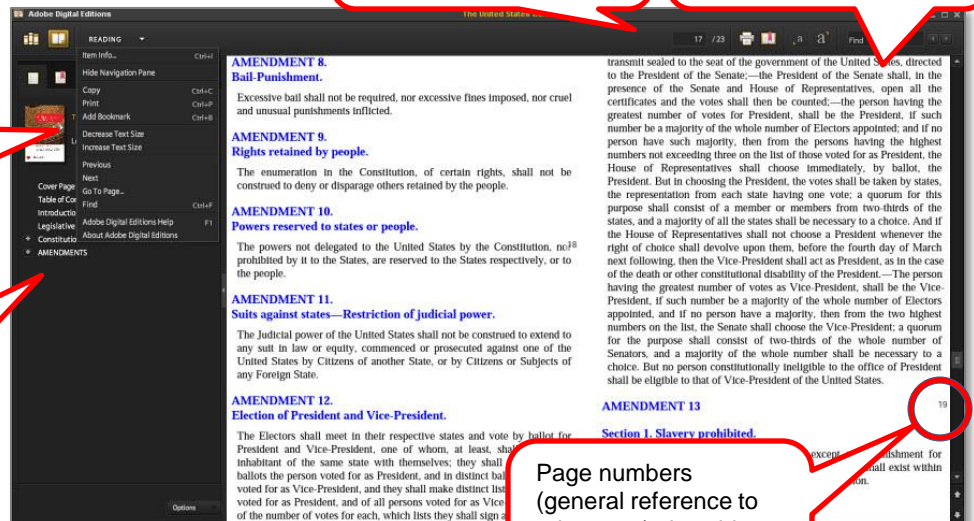 Adobe Digital Editions
The United States
READING
17 /23
a a
Find
Item Info... Ctrl+I
Hide Navigation Pane
Copy Ctrl+C
Print Ctrl+P
Add Bookmark Ctrl+B
Decrease Text Size
Increase Text Size
Previous
Next
Go To Page...
Find Ctrl+F
Adobe Digital Editions Help F1
About Adobe Digital Editions
Cover Page
Table of
Legislative
AMENDMENTS
Options
AMENDMENT 8.
Bail-Punishment.
Excessive bail shall not be required, nor excessive fines imposed, nor cruel
and unusual punishments inflicted.
AMENDMENT 9.
Rights retained by people.
The enumeration in the Constitution, of certain rights, shall not be
construed to deny or disparage others retained by the people.
AMENDMENT 10.
Powers reserved to states or people.
The powers not delegated to the United States by the Constitution, nor 18
prohibited by it to the States, are reserved to the States respectively, or to
the people.
AMENDMENT 11.
Suits against states—Restriction of judicial power.
The Judicial power of the United States shall not be construed to extend to
any suit in law or equity, commenced or prosecuted against one of the
United States by Citizens of another State, or by Citizens or Subjects of
any Foreign State.
AMENDMENT 12.
Election of President and Vice-President.
The Electors shall meet in their respective states and vote by ballot for
President and Vice-President, one of whom, at least,
inhabitant of the same state with themselves; they shall
ballots the person voted for as President, and in distinct
voted for as Vice-President, and they shall make distinct
voted for as President, and of all persons voted for as
of the number of votes for each, which lists they shall sign
transmit sealed to the seat of the government of the United States, directed
to the President of the Senate;—the President of the Senate shall, in the
presence of the Senate and House of Representatives, open all the
certificates and the votes shall then be counted;—the person having the
greatest number of votes for President, shall be the President, if such
number be a majority of the whole number of Electors appointed; and if no
person have such majority, then from the persons having the highest
numbers not exceeding three on the list of those voted for as President, the
House of Representatives shall choose immediately, by ballot, the
President. But in choosing the President, the votes shall be taken by states,
the representation from each state having one vote; a quorum for this
purpose shall consist of a member or members from two-thirds of the
states, and a majority of all the states shall be necessary to a choice. And if
the House of Representatives shall not choose a President whenever the
right of choice shall devolve upon them, before the fourth day of March
next following, then the Vice-President shall act as President, as in the case
of the death or other constitutional disability of the President.—The person
having the greatest number of votes as Vice-President, shall be the Vice-
President, if such number be a majority of the whole number of Electors
appointed, and if no person have a majority, then from the two highest
numbers on the list, the Senate shall choose the Vice-President; a quorum
for the purpose shall consist of two-thirds of the whole number of
Senators, and a majority of the whole number shall be necessary to a
choice. But no person constitutionally ineligible to the office of President
shall be eligible to that of Vice-President of the United States.
19
AMENDMENT 13
Section 1. Slavery prohibited.
except
for
shall exist within
Page numbers
(general reference to